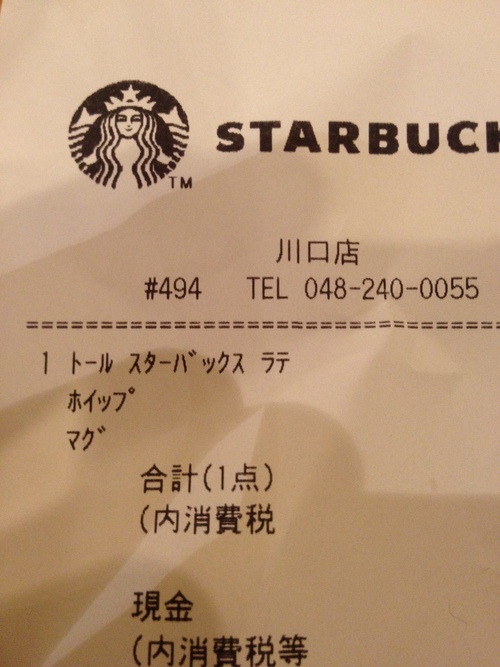 STARBUCK
TM
川口店
#494 TEL 048-240-0055
================================
1 トール スターバックス ラテ
ホイップ
マグ
合計(1点)
(内消費税
現金
(内消費税等